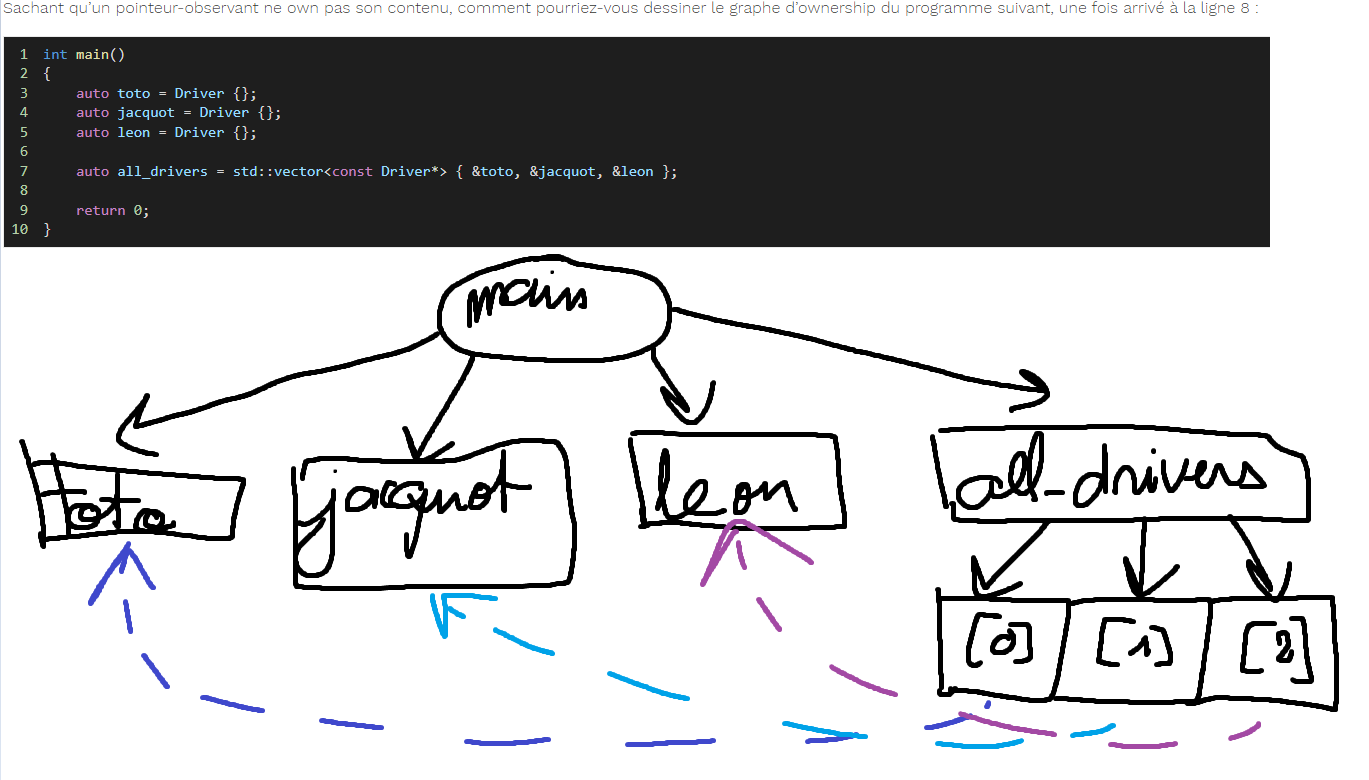 Sachant qu'un pointeur-observant ne own pas son contenu, comment pourriez-vous dessiner le graphe d'ownership du programme suivant, une fois arrivé à la ligne 8 :
1 int main()
2 {
3     auto toto = Driver {};
4     auto jacquot = Driver {};
5     auto leon = Driver {};
6
7     auto all_drivers = std::vector<const Driver*> { &toto, &jacquot, &leon };
8
9     return 0;
10 }
main
toto jacquot leon all_drivers
[0] [1] [2]